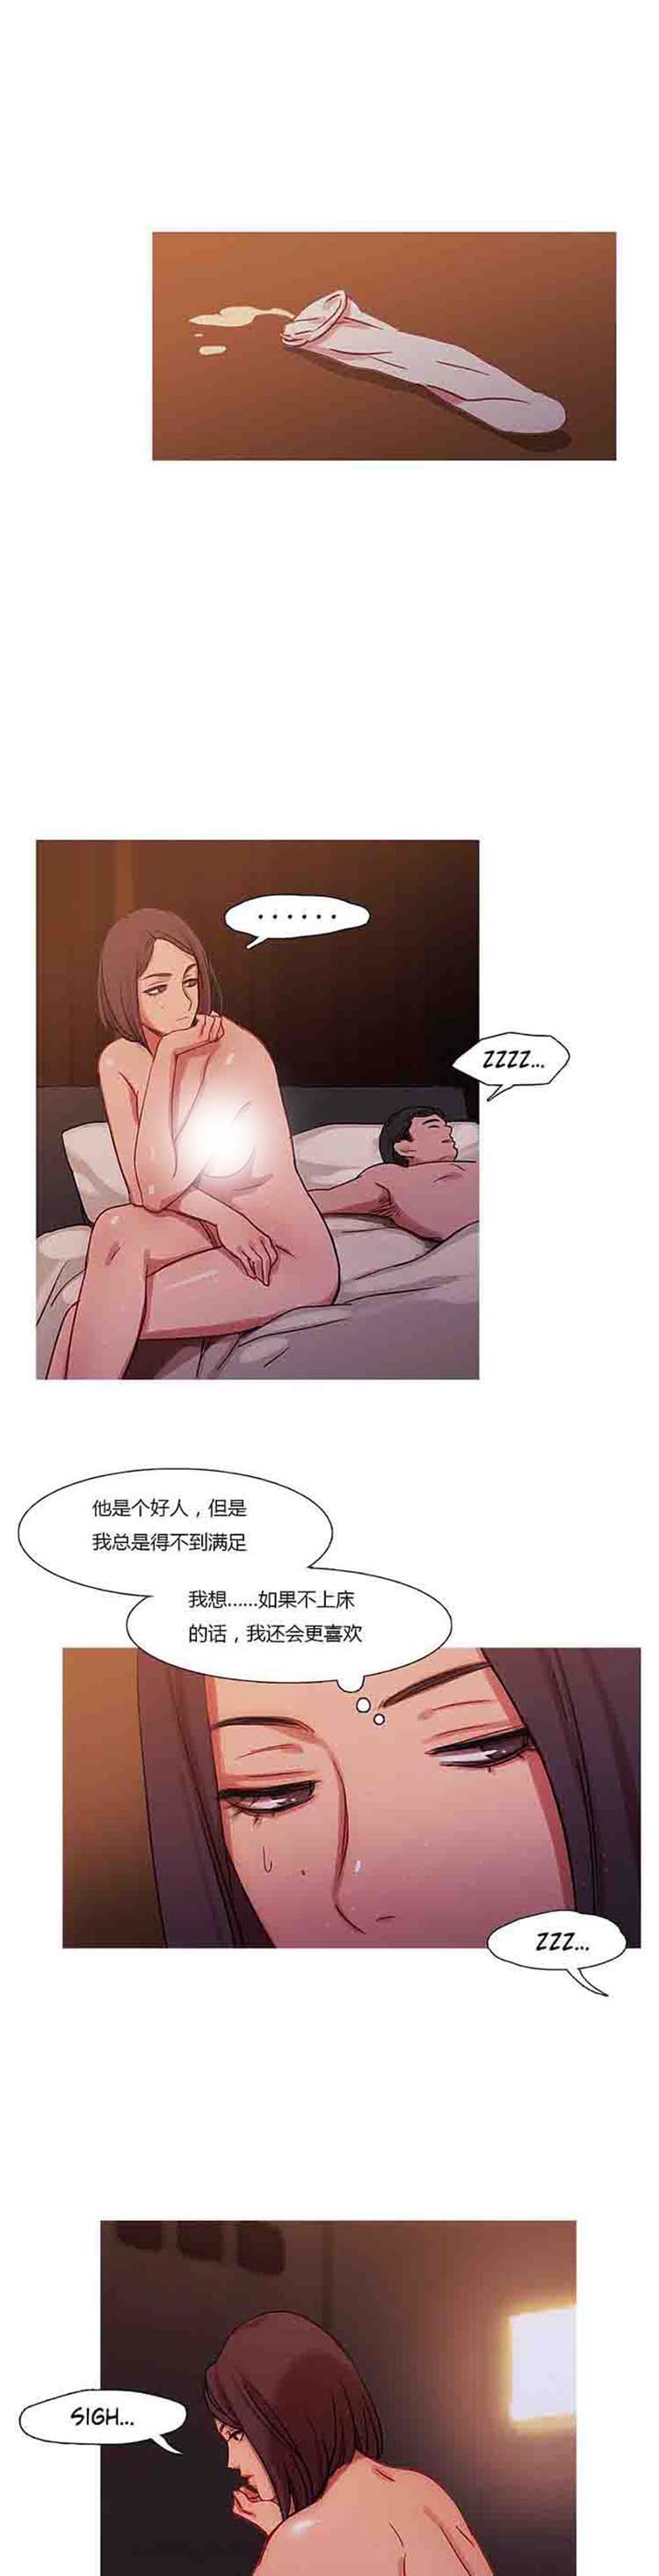 ......
ZZZZ...
他是个好人，但是
我总是得不到满足
我想……如果不上床
的话，我还会更喜欢
ZZZ...
SIGH...